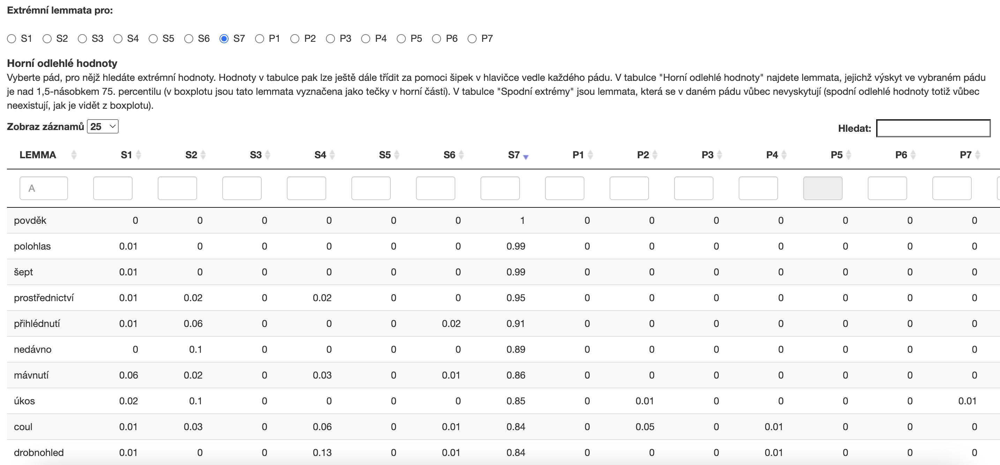 Extrémní lemmata pro:
S1 S2 S3 S4 S5 S6 S7 P1 P2 P3 P4 P5 P6 P7
Horní odlehlé hodnoty
Vyberte pád, pro nějž hledáte extrémní hodnoty. Hodnoty v tabulce pak lze ještě dále třídit za pomoci šipek v hlavičce vedle každého pádu. V tabulce "Horní odlehlé hodnoty" najdete lemmata, jejichž výskyt ve vybraném pádu
je nad 1,5-násobkem 75. percentilu (v boxplotu jsou tato lemmata vyznačena jako tečky v horní části). V tabulce "Spodní extrémy" jsou lemmata, která se v daném pádu vůbec nevyskytují (spodní odlehlé hodnoty totiž vůbec
neexistují, jak je vidět z boxplotu).
Zobraz záznamů 25 Hledat:
LEMMA S1 S2 S3 S4 S5 S6 S7 P1 P2 P3 P4 P5 P6 P7
A
povděk 0 0 0 0 0 0 1 0 0 0 0 0 0 0
polohlas 0.01 0 0 0 0 0 0.99 0 0 0 0 0 0 0
šept 0.01 0 0 0 0 0 0.99 0 0 0 0 0 0 0
prostřednictví 0.01 0.02 0 0.02 0 0 0.95 0 0 0 0 0 0 0
přihlédnutí 0.01 0.06 0 0 0 0.02 0.91 0 0 0 0 0 0 0
nedávno 0 0.1 0 0 0 0 0.89 0 0 0 0 0 0 0
mávnutí 0.06 0.02 0 0.03 0 0.01 0.86 0 0 0 0 0 0 0
úkos 0.02 0.1 0 0 0 0 0.85 0 0.01 0 0 0 0 0.01
coul 0.01 0.03 0 0.06 0 0.01 0.84 0 0.05 0 0.01 0 0 0
drobnohled 0.01 0 0 0.13 0 0.01 0.84 0 0 0 0.01 0 0 0